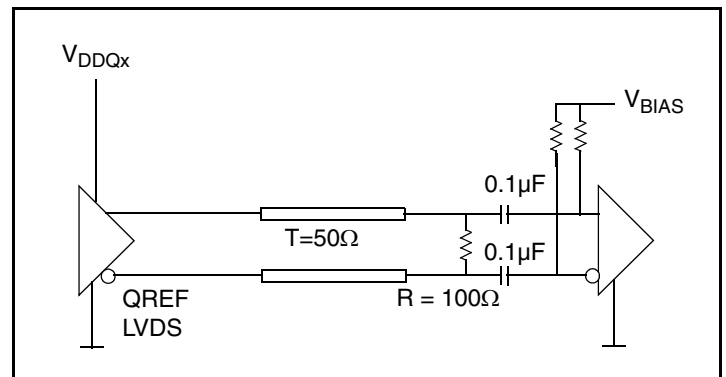 VDDQx
VBIAS
0.1µF
T=50Ω
0.1µF
QREF
R = 100Ω
LVDS